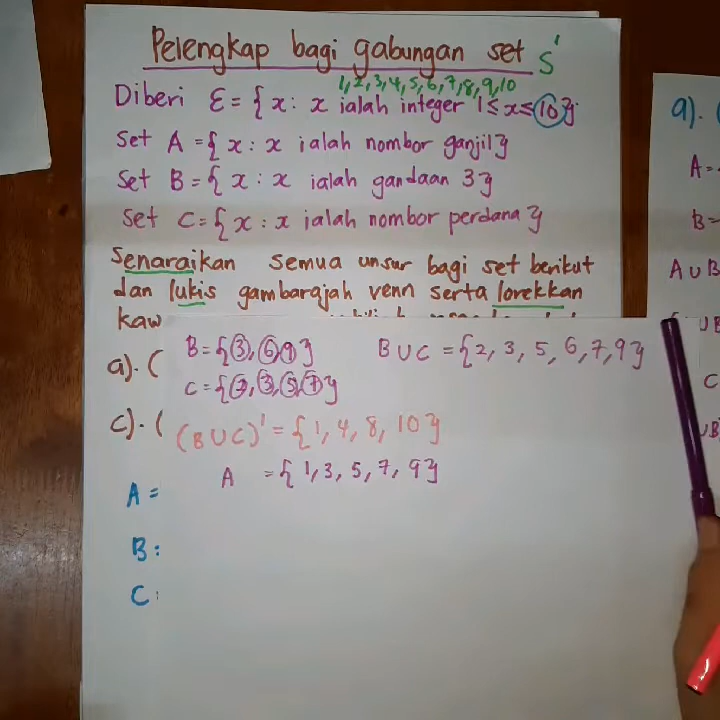 Pelengkap bagi gabungan set S'
1,2,3,4,5,6,7,8,9,10
Diberi ε = { x : x ialah integer 1 ≤ x ≤ 10}
Set A = { x : x ialah nombor ganjil}
Set B = { x : x ialah gandaan 3}
Set C = { x : x ialah nombor perdana}
Senaraikan semua unsur bagi set berikut
dan lukis gambarajah venn serta lorekkan
B = {3, 6, 9} B ∪ C = {2, 3, 5, 6, 7, 9}
C = {2, 3, 5, 7}
(B ∪ C)' = {1, 4, 8, 10}
A = {1, 3, 5, 7, 9}
a). (
c). (
A =
B :
C :
a). (
A =
B =
A ∪ B
∪ B
C
∪ B